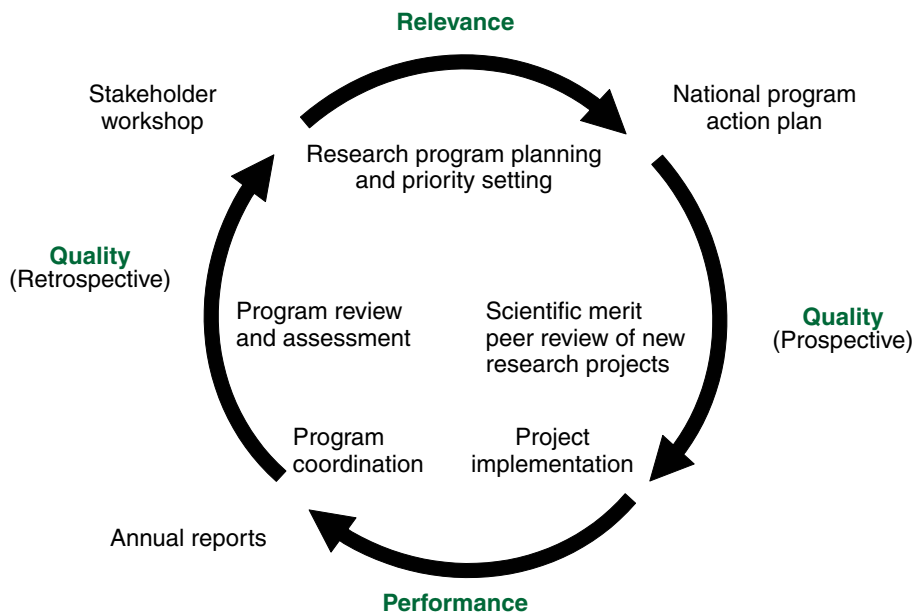 Relevance
Stakeholder
workshop
National program
action plan
Research program planning
and priority setting
Quality
(Retrospective)
Program review
and assessment
Scientific merit
peer review of new
research projects
Quality
(Prospective)
Program
coordination
Project
implementation
Annual reports
Performance